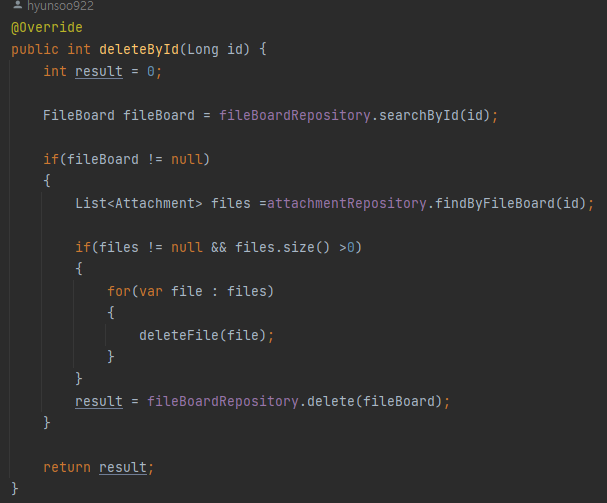 hyunsoo922
@Override
public int deleteById(Long id) {
int result = 0;
FileBoard fileBoard = fileBoardRepository.searchById(id);
if(fileBoard != null)
{
List<Attachment> files =attachmentRepository.findByFileBoard(id);
if(files != null && files.size() >0)
{
for(var file : files)
{
deleteFile(file);
}
}
result = fileBoardRepository.delete(fileBoard);
}
return result;
}